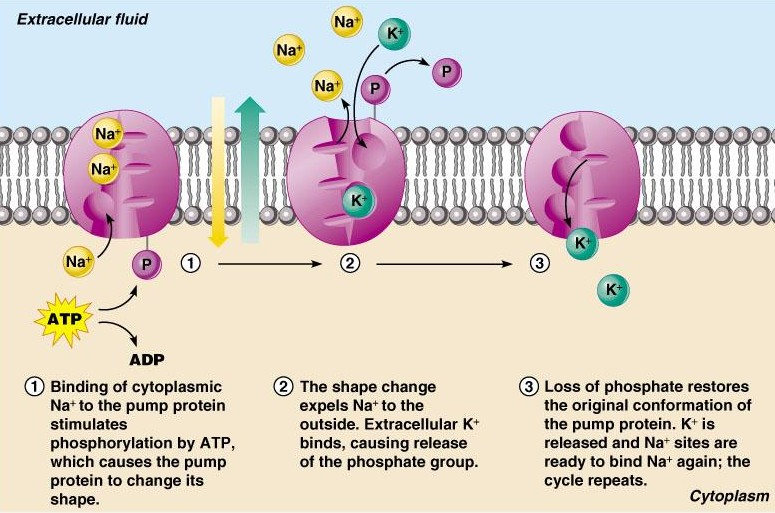 Extracellular fluid
Na⁺
K⁺
Na⁺
Na⁺
P
P
Na⁺
Na⁺
K⁺
Na⁺
P
1
2
3
K⁺
K⁺
ATP
ADP
1 Binding of cytoplasmic
Na⁺ to the pump protein
stimulates
phosphorylation by ATP,
which causes the pump
protein to change its
shape.
2 The shape change
expels Na⁺ to the
outside. Extracellular K⁺
binds, causing release
of the phosphate group.
3 Loss of phosphate restores
the original conformation of
the pump protein. K⁺ is
released and Na⁺ sites are
ready to bind Na⁺ again; the
cycle repeats.
Cytoplasm